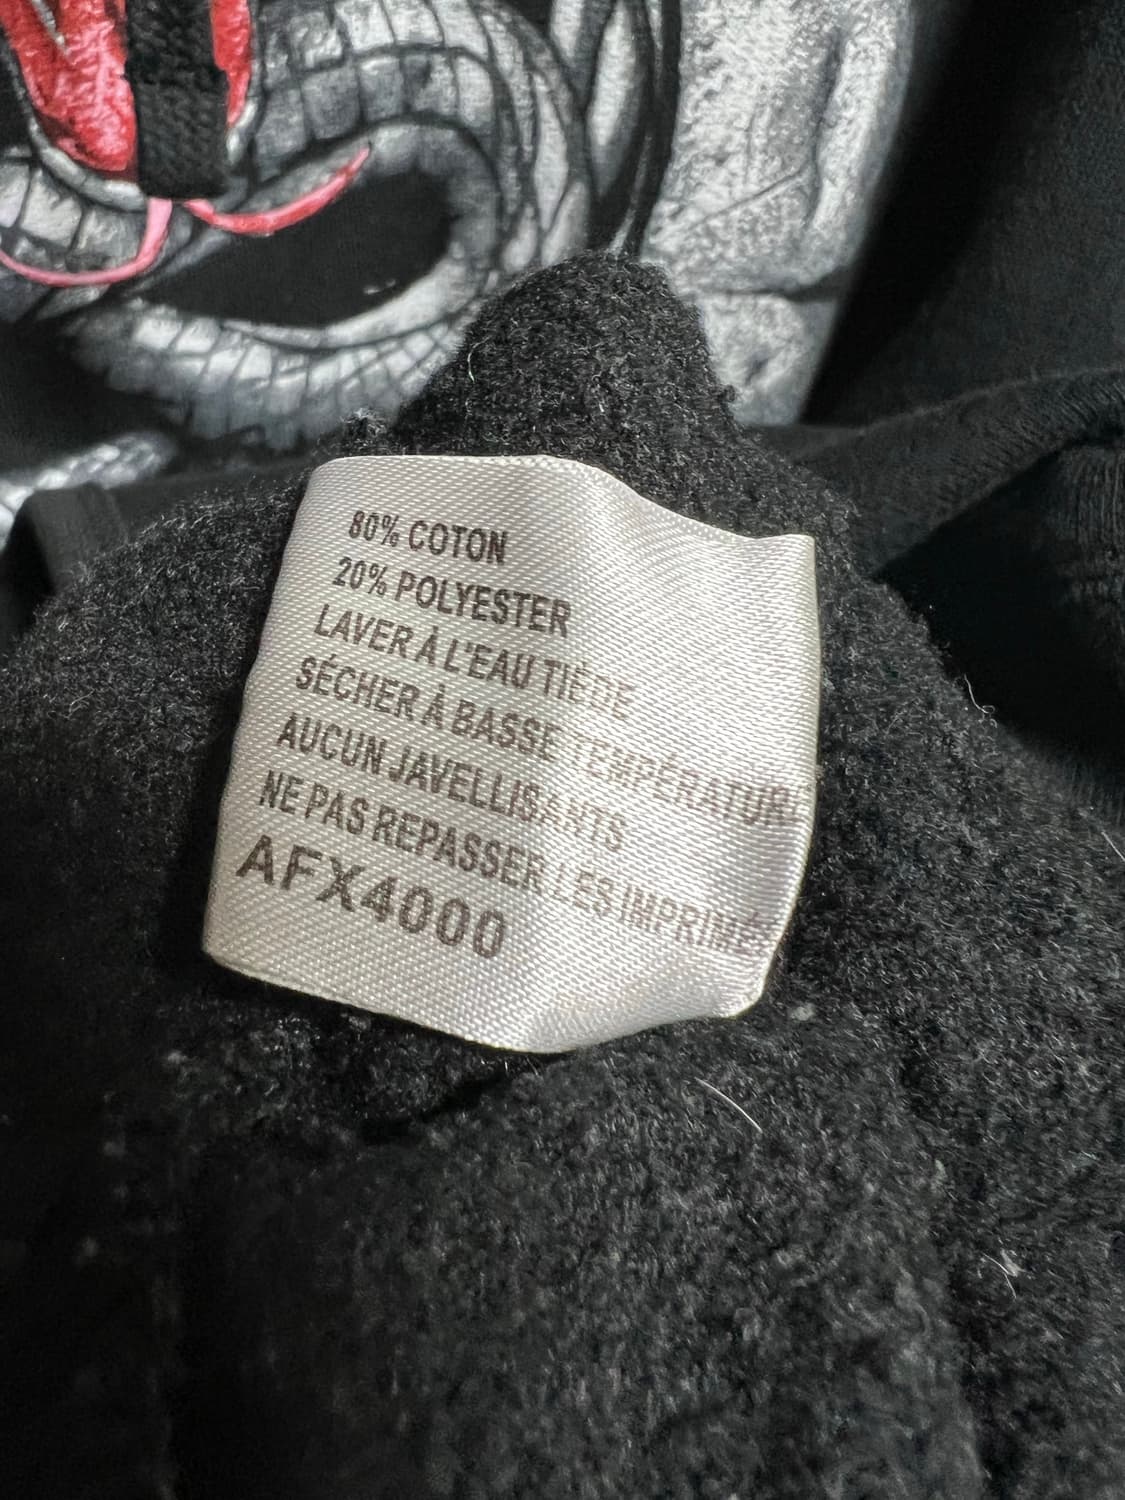 80% COTON
20% POLYESTER
LAVER À L'EAU TIÈDE
SÉCHER À BASSE TEMPÉRATURE
AUCUN JAVELLISANTS
NE PAS REPASSER LES IMPRIMÉS
AFX4000